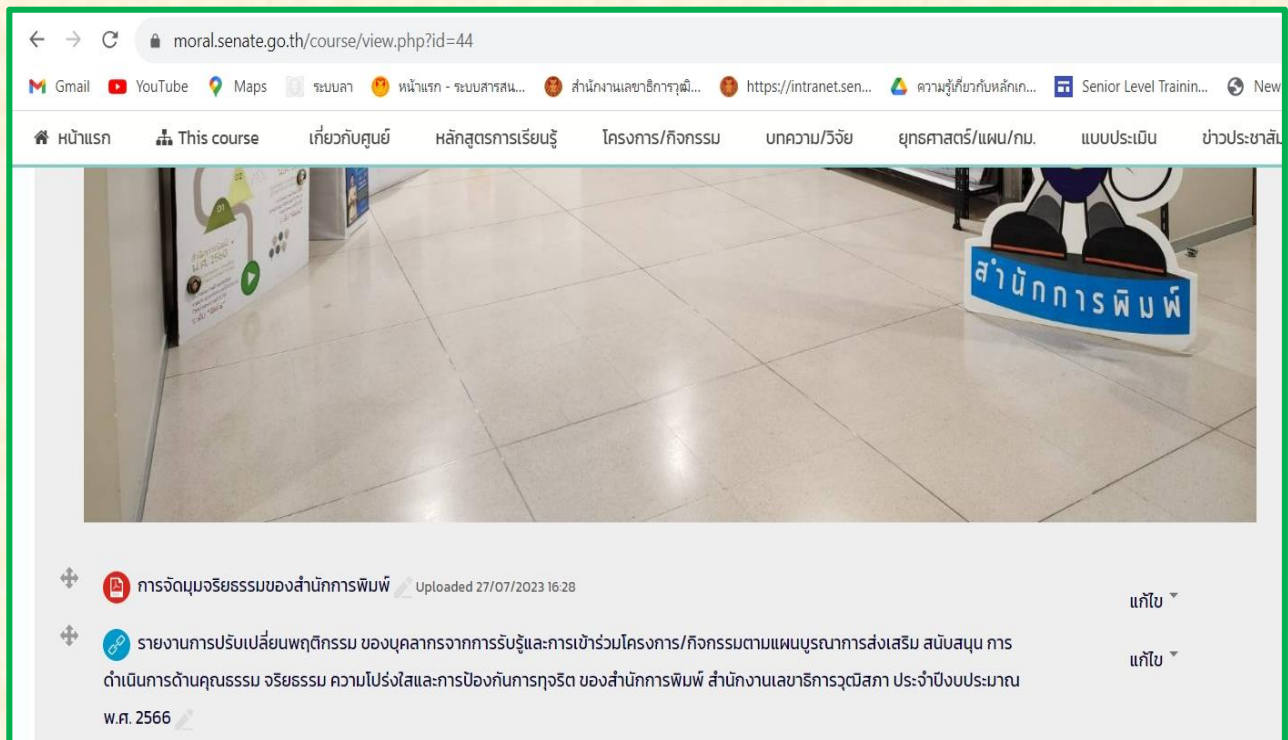 moral.senate.go.th/course/view.php?id=44
Gmail YouTube Maps ระบบลา หน้าแรก - ระบบสารสน... สำนักงานเลขาธิการวุฒิ... https://intranet.sen... ความรู้เกี่ยวกับหลักเก... Senior Level Trainin... New
หน้าแรก This course เกี่ยวกับศูนย์ หลักสูตรการเรียนรู้ โครงการ/กิจกรรม บทความ/วิจัย ยุทธศาสตร์/แผน/กม. แบบประเมิน ข่าวประชาสัม
02
01
พ.ศ. 2560
สำนักการพิมพ์
การจัดมุมจริยธรรมของสำนักการพิมพ์ Uploaded 27/07/2023 16:28
แก้ไข
รายงานการปรับเปลี่ยนพฤติกรรม ของบุคลากรจากการรับรู้และการเข้าร่วมโครงการ/กิจกรรมตามแผนบูรณาการส่งเสริม สนับสนุน การ
แก้ไข
ดำเนินการด้านคุณธรรม จริยธรรม ความโปร่งใสและการป้องกันการทุจริต ของสำนักการพิมพ์ สำนักงานเลขาธิการวุฒิสภา ประจำปีงบประมาณ
พ.ศ. 2566